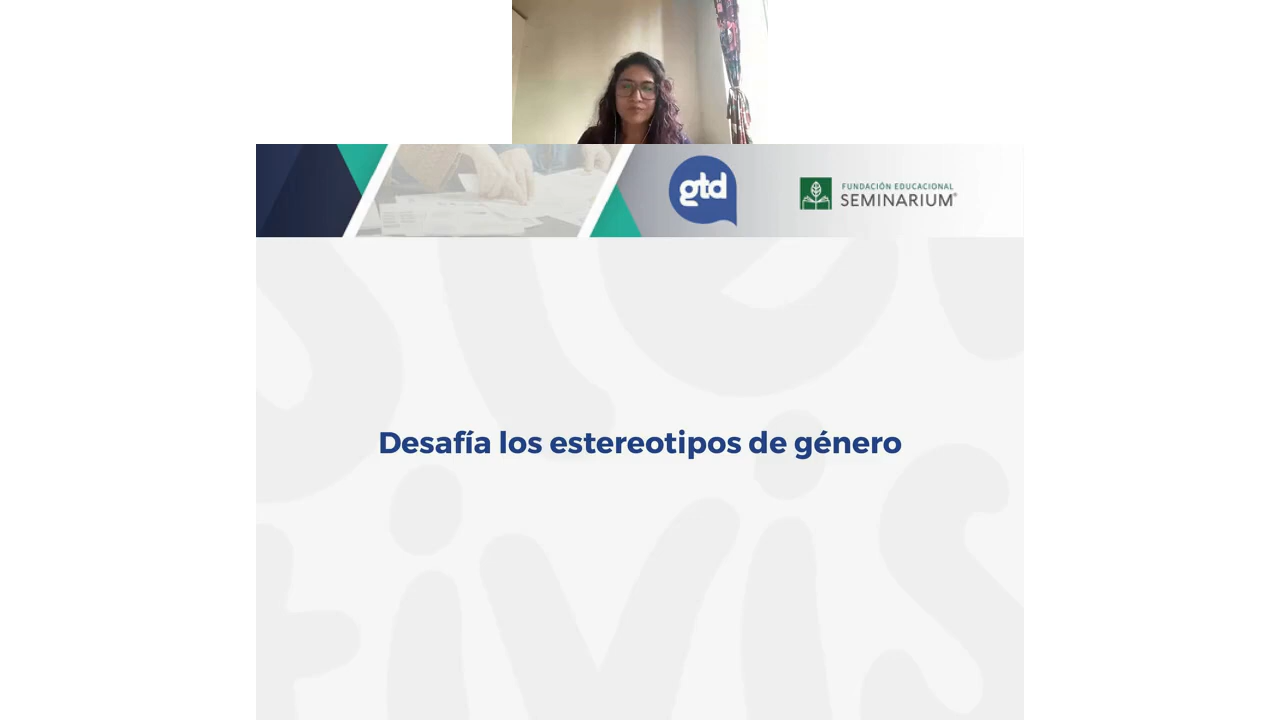 gtd
FUNDACIÓN EDUCACIONAL
SEMINARIUM®
Desafía los estereotipos de género